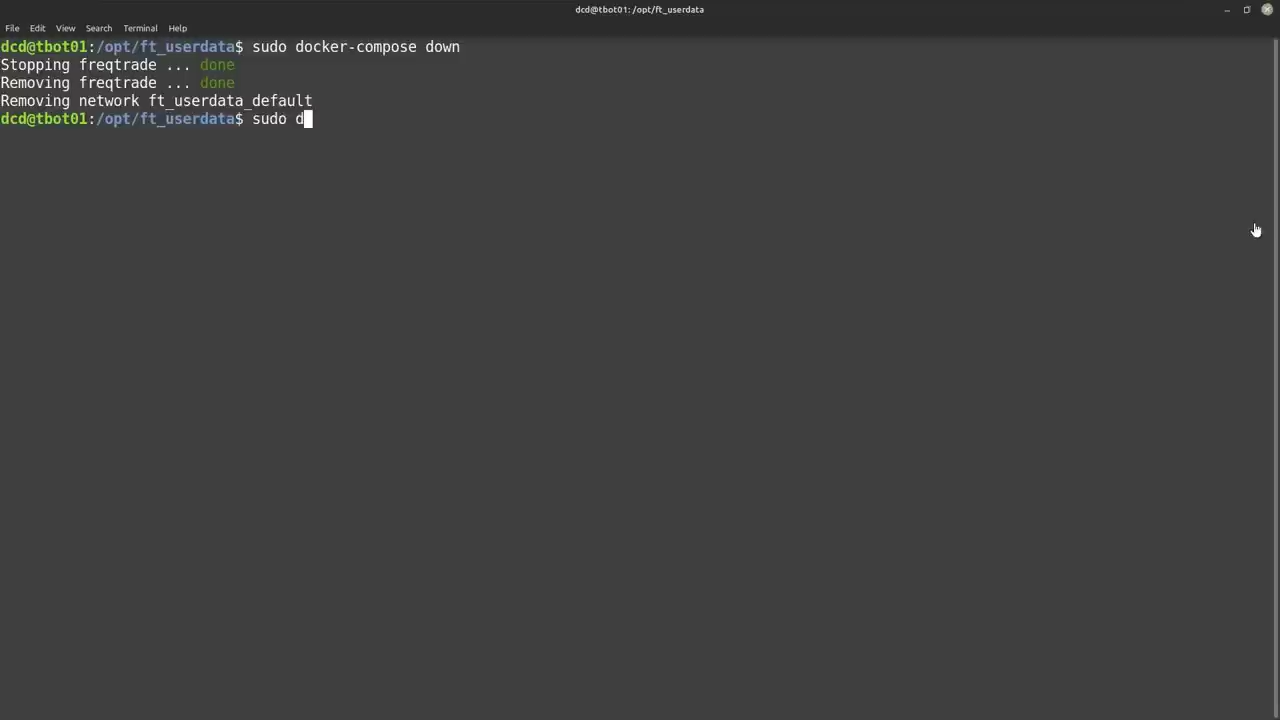 dcd@tbot01: /opt/ft_userdata
File Edit View Search Terminal Help
dcd@tbot01:/opt/ft_userdata$ sudo docker-compose down
Stopping freqtrade ... done
Removing freqtrade ... done
Removing network ft_userdata_default
dcd@tbot01:/opt/ft_userdata$ sudo d